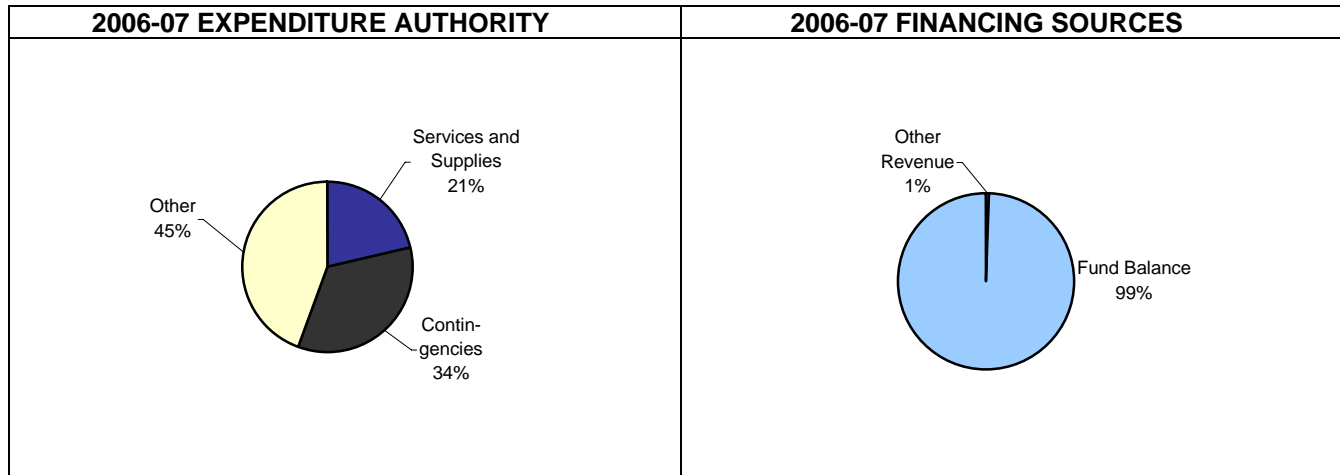 2006-07 EXPENDITURE AUTHORITY
Services and
Supplies
21%
Other
45%
Contin-
gencies
34%
2006-07 FINANCING SOURCES
Other
Revenue
1%
Fund Balance
99%